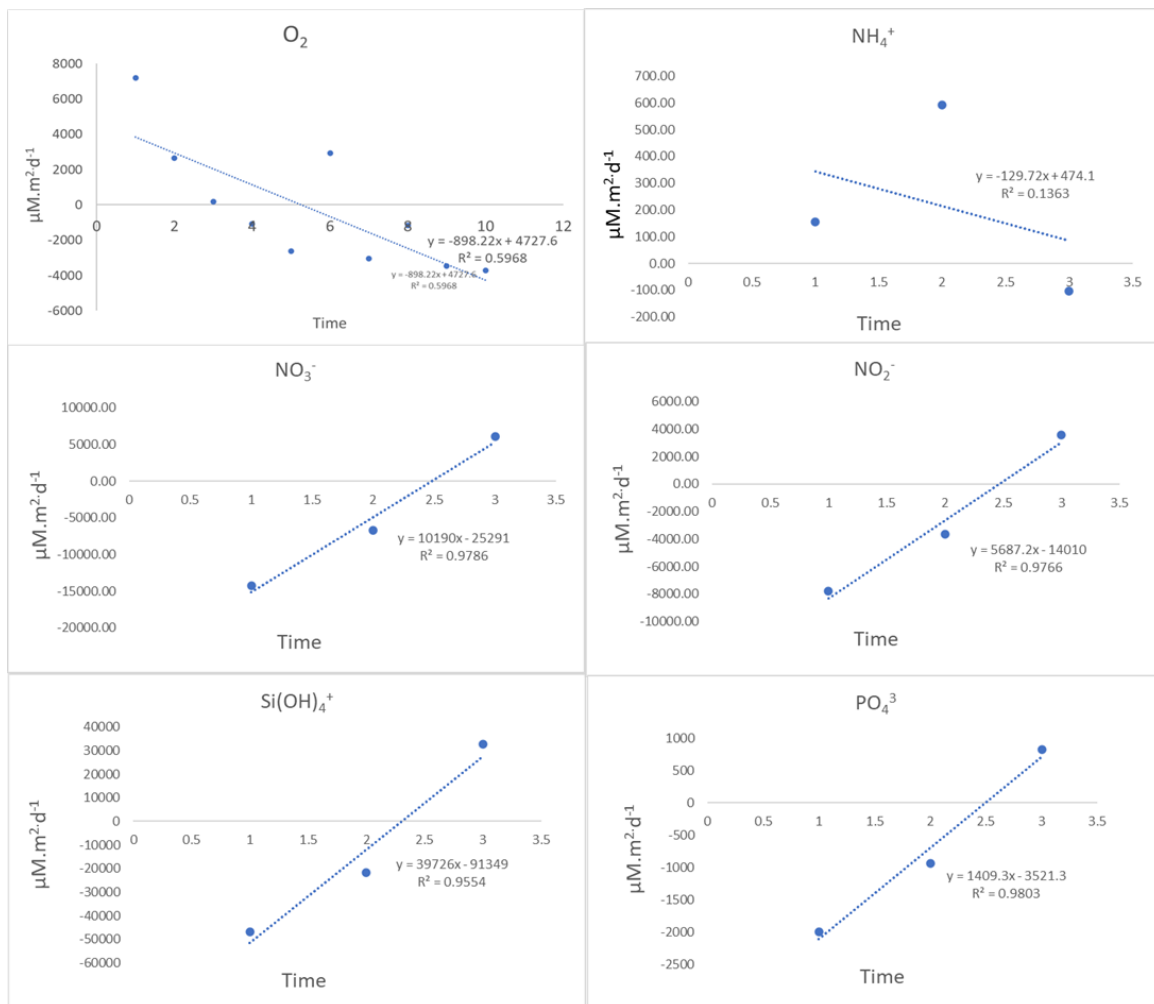 O₂
μM.m²·d⁻¹
8000
6000
4000
2000
0
-2000
-4000
-6000
0 2 4 6 8 10 12
y = -898.22x + 4727.6
R² = 0.5968
y = -898.22x + 4727.6
R² = 0.5968
Time
NH₄⁺
μM.m²·d⁻¹
700.00
600.00
500.00
400.00
300.00
200.00
100.00
0.00
-100.00
-200.00
0 0.5 1 1.5 2 2.5 3 3.5
y = -129.72x + 474.1
R² = 0.1363
Time
NO₃⁻
μM.m²·d⁻¹
10000.00
5000.00
0.00
-5000.00
-10000.00
-15000.00
-20000.00
0 0.5 1 1.5 2 2.5 3 3.5
y = 10190x - 25291
R² = 0.9786
Time
NO₂⁻
μM.m²·d⁻¹
6000.00
4000.00
2000.00
0.00
-2000.00
-4000.00
-6000.00
-8000.00
-10000.00
0 0.5 1 1.5 2 2.5 3 3.5
y = 5687.2x - 14010
R² = 0.9766
Time
Si(OH)₄⁺
μM.m²·d⁻¹
40000
30000
20000
10000
0
-10000
-20000
-30000
-40000
-50000
-60000
0 0.5 1 1.5 2 2.5 3 3.5
y = 39726x - 91349
R² = 0.9554
Time
PO₄³
μM.m²·d⁻¹
1000
500
0
-500
-1000
-1500
-2000
-2500
0 0.5 1 1.5 2 2.5 3 3.5
y = 1409.3x - 3521.3
R² = 0.9803
Time